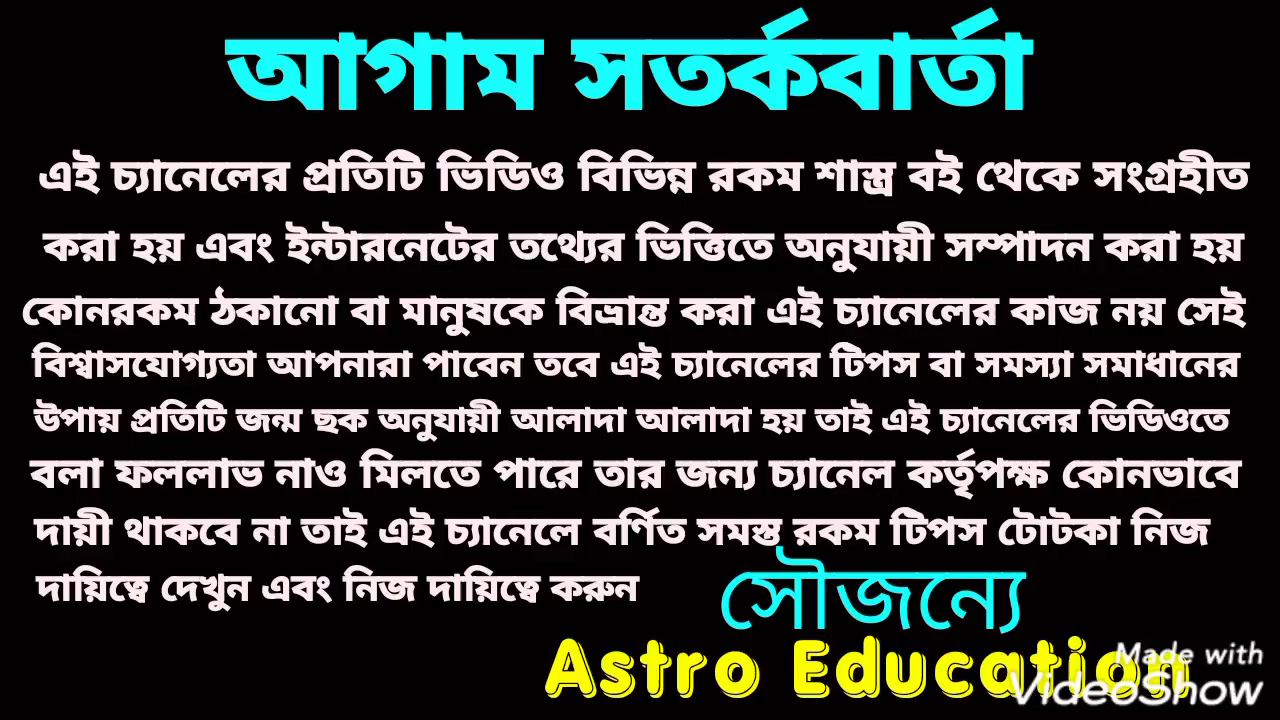 আগাম সতর্কবার্তা
এই চ্যানেলের প্রতিটি ভিডিও বিভিন্ন রকম শাস্ত্র বই থেকে সংগ্রহীত
করা হয় এবং ইন্টারনেটের তথ্যের ভিত্তিতে অনুযায়ী সম্পাদন করা হয়
কোনরকম ঠকানো বা মানুষকে বিভ্রান্ত করা এই চ্যানেলের কাজ নয় সেই
বিশ্বাসযোগ্যতা আপনারা পাবেন তবে এই চ্যানেলের টিপস বা সমস্যা সমাধানের
উপায় প্রতিটি জন্ম ছক অনুযায়ী আলাদা আলাদা হয় তাই এই চ্যানেলের ভিডিওতে
বলা ফললাভ নাও মিলতে পারে তার জন্য চ্যানেল কর্তৃপক্ষ কোনভাবে
দায়ী থাকবে না তাই এই চ্যানেলে বর্ণিত সমস্ত রকম টিপস টোটকা নিজ
দায়িত্বে দেখুন এবং নিজ দায়িত্বে করুন
সৌজন্যে
Astro Education
Made with
VideoShow